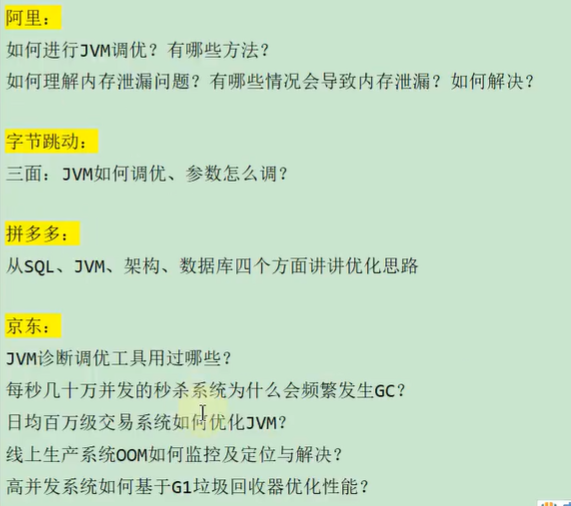 阿里：
如何进行JVM调优？有哪些方法？
如何理解内存泄漏问题？有哪些情况会导致内存泄漏？如何解决？
字节跳动：
三面：JVM如何调优、参数怎么调？
拼多多：
从SQL、JVM、架构、数据库四个方面讲讲优化思路
京东：
JVM诊断调优工具用过哪些？
每秒几十万并发的秒杀系统为什么会频繁发生GC？
日均百万级交易系统如何优化JVM？
线上生产系统OOM如何监控及定位与解决？
高并发系统如何基于G1垃圾回收器优化性能？